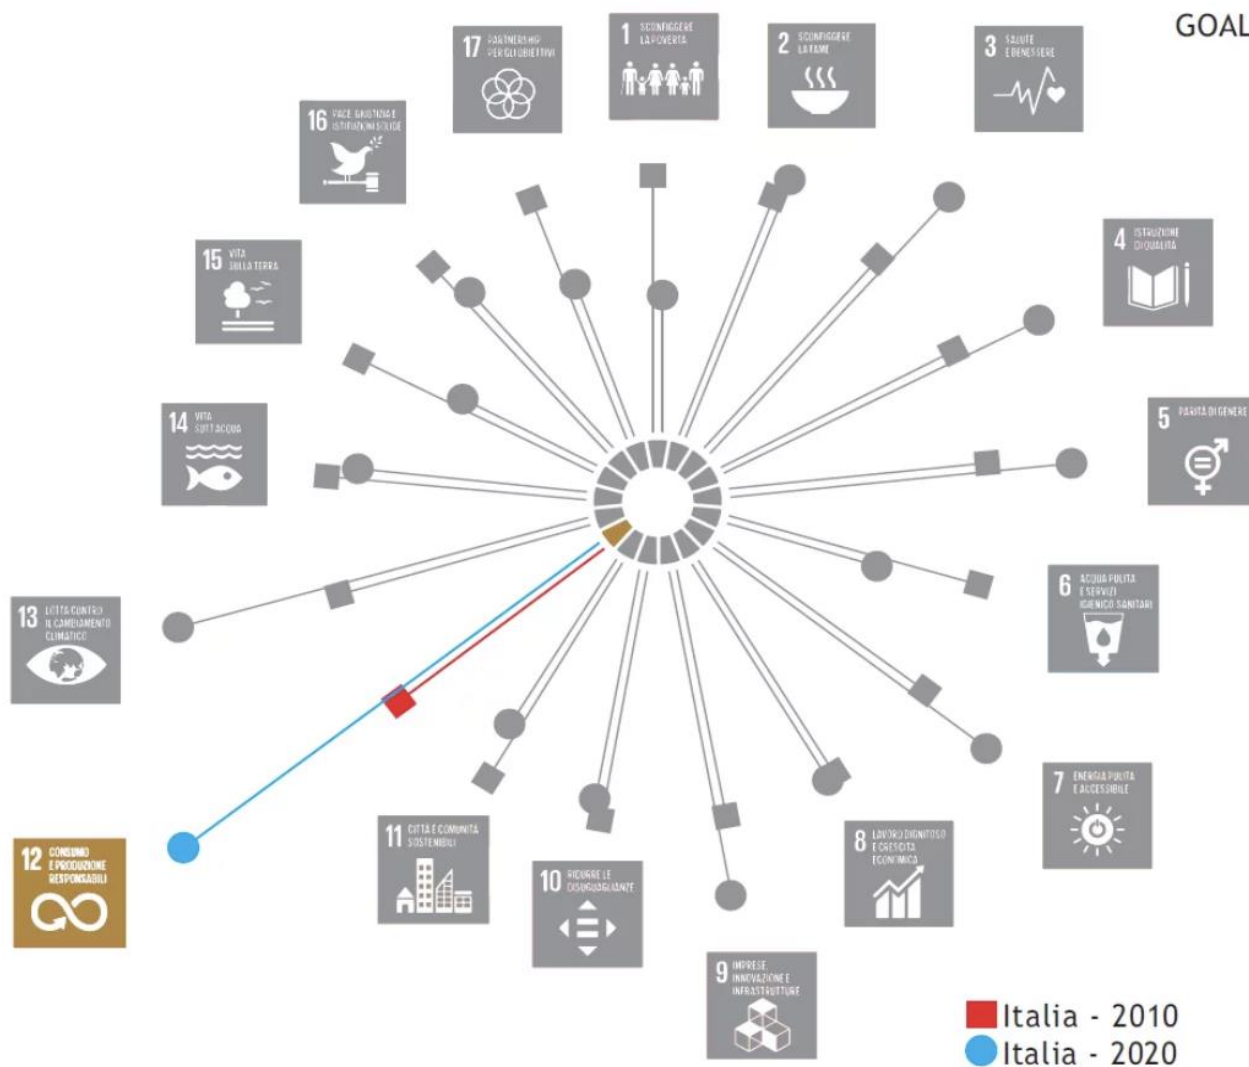 GOAL
17 PARTNERSHIP
PER GLI OBIETTIVI
1 SCONFIGGERE
LA POVERTÀ
2 SCONFIGGERE
LA FAME
3 SALUTE
E BENESSERE
16 PACE, GIUSTIZIA E
ISTITUZIONI SOLIDE
4 ISTRUZIONE
DI QUALITÀ
15 VITA
SULLA TERRA
5 PARITÀ DI GENERE
14 VITA
SOTT'ACQUA
6 ACQUA PULITA
E SERVIZI
IGIENICO SANITARI
13 LOTTA CONTRO
IL CAMBIAMENTO
CLIMATICO
7 ENERGIA PULITA
E ACCESSIBILE
12 CONSUMO
E PRODUZIONE
RESPONSABILI
11 CITTÀ E COMUNITÀ
SOSTENIBILI
8 LAVORO DIGNITOSO
E CRESCITA
ECONOMICA
10 RIDURRE LE
DISUGUAGLIANZE
9 IMPRESE,
INNOVAZIONE E
INFRASTRUTTURE
Italia - 2010
Italia - 2020